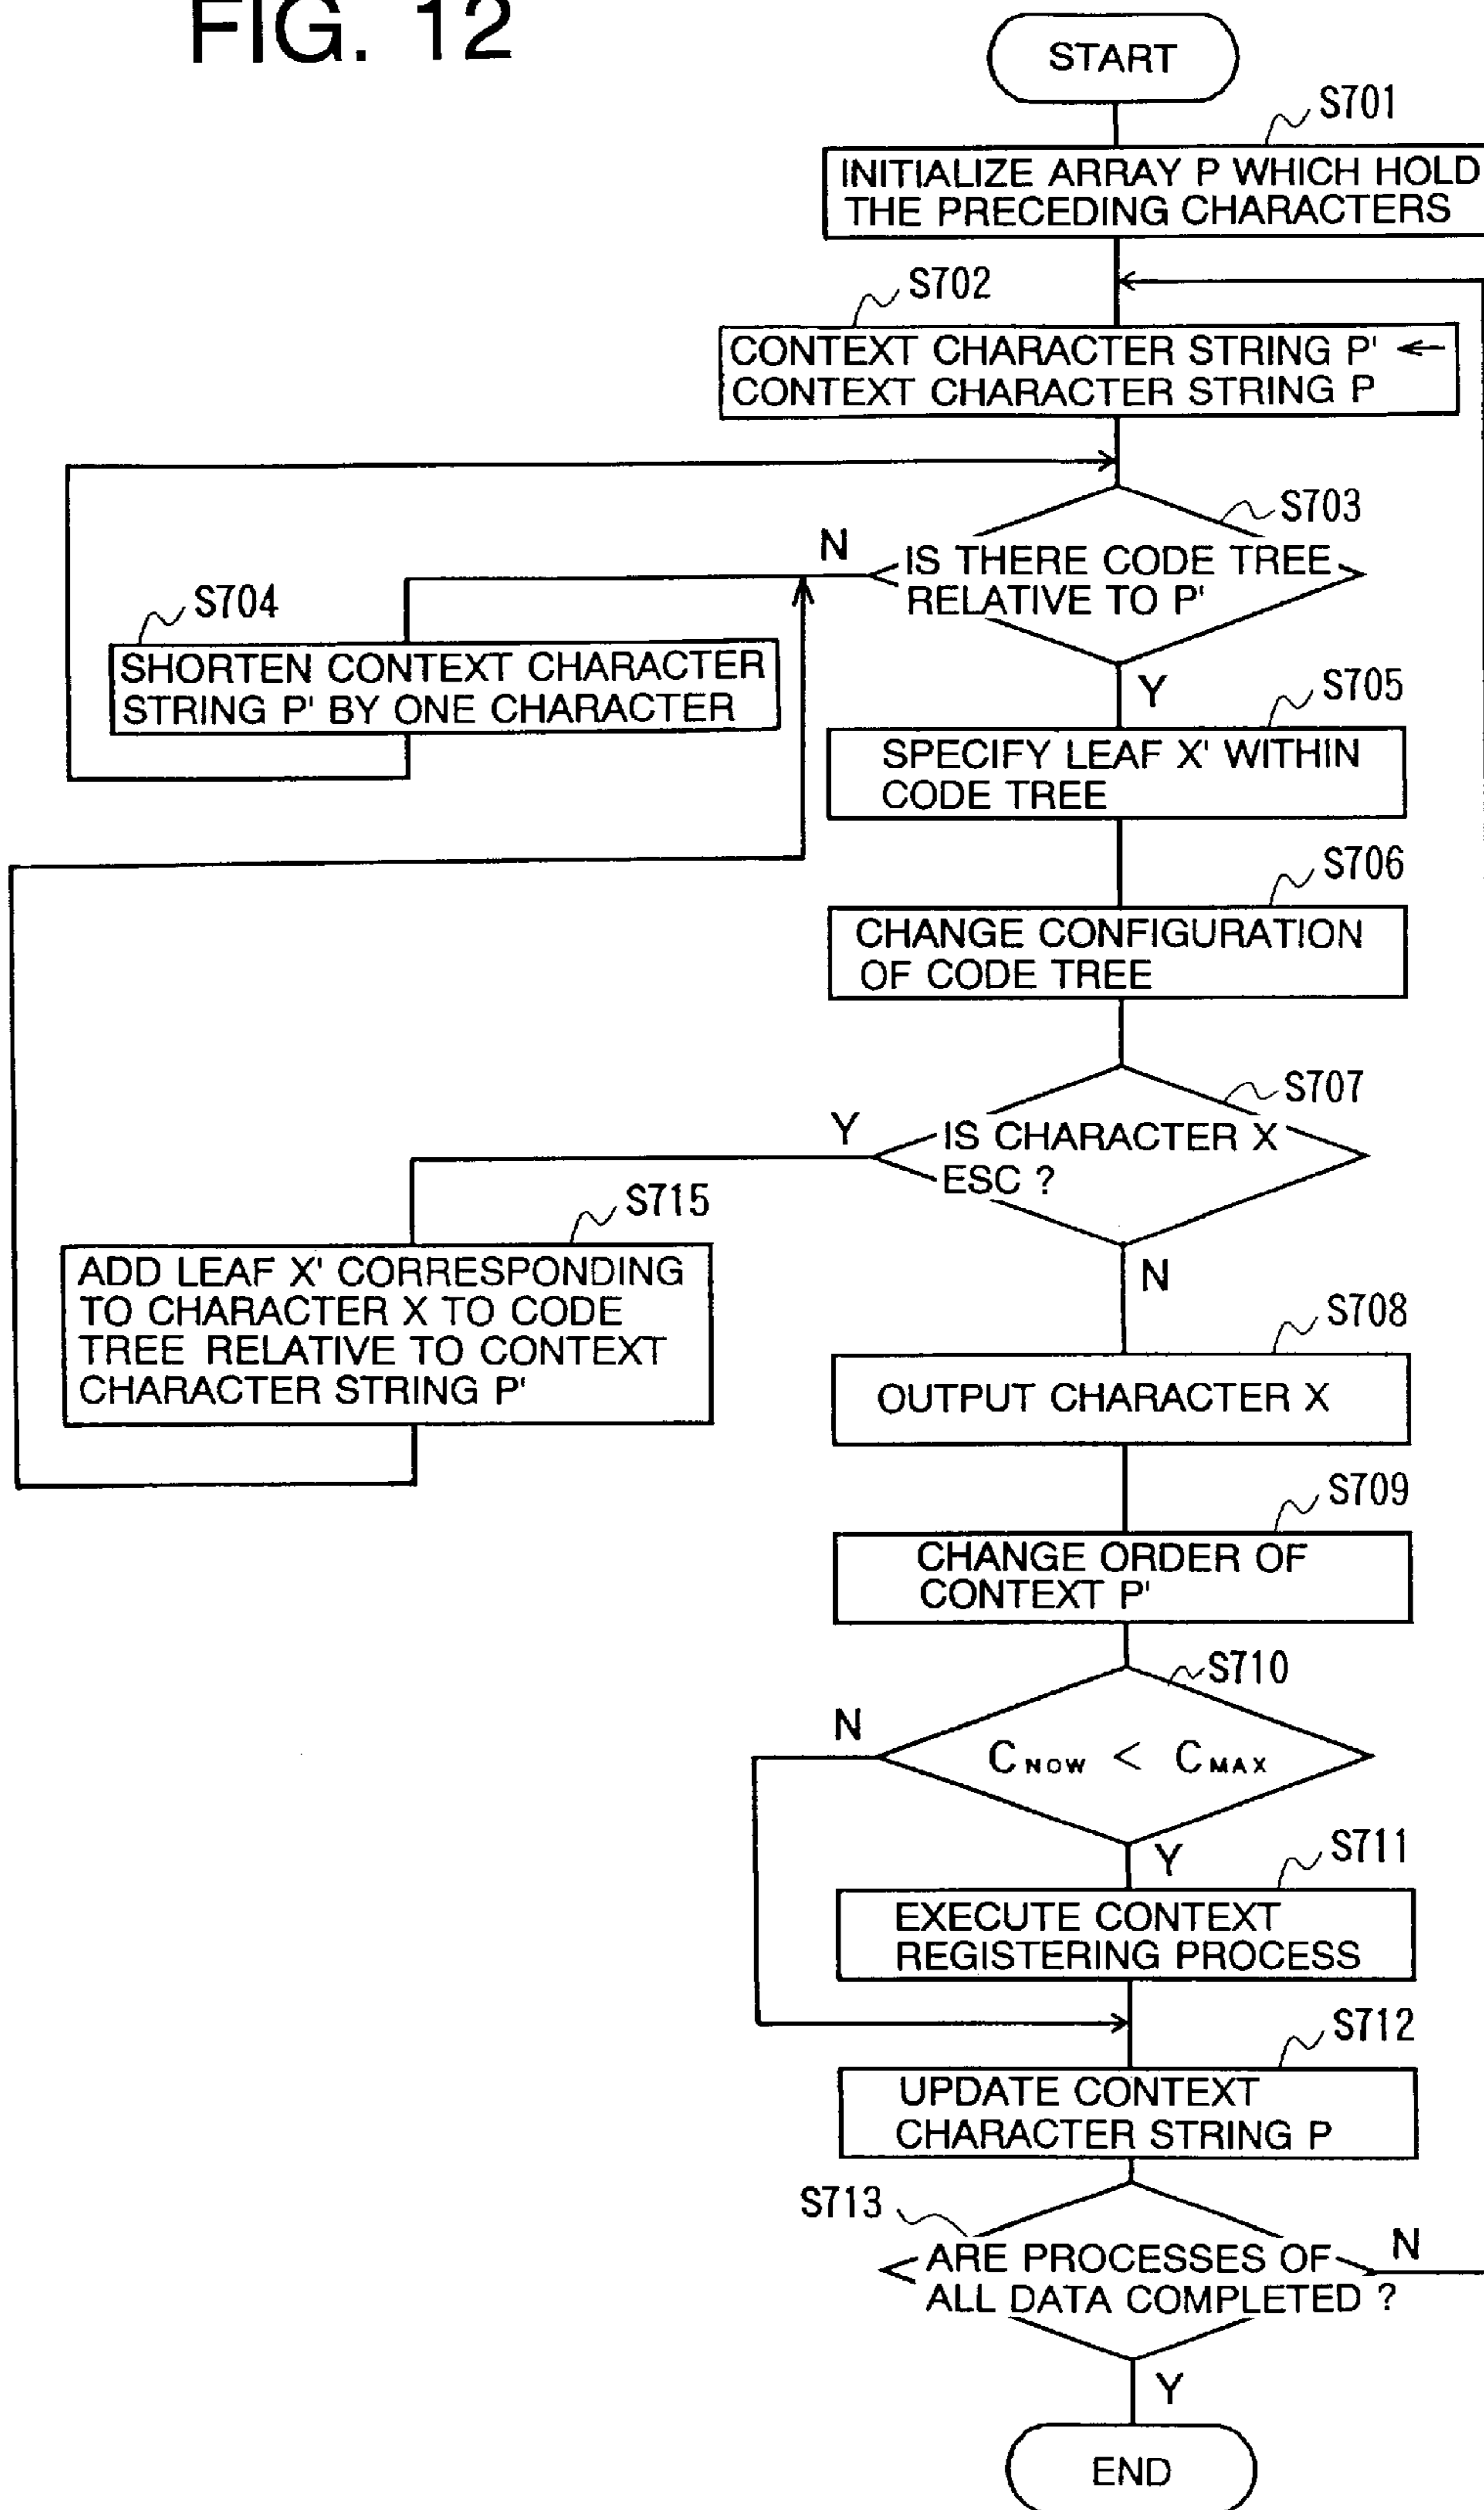 FIG. 12
START
S701
INITIALIZE ARRAY P WHICH HOLD
THE PRECEDING CHARACTERS
S702
CONTEXT CHARACTER STRING P' ←
CONTEXT CHARACTER STRING P
S703
N
IS THERE CODE TREE
RELATIVE TO P'
S704
SHORTEN CONTEXT CHARACTER
STRING P' BY ONE CHARACTER
Y
S705
SPECIFY LEAF X' WITHIN
CODE TREE
S706
CHANGE CONFIGURATION
OF CODE TREE
S707
Y
IS CHARACTER X
ESC ?
S715
ADD LEAF X' CORRESPONDING
TO CHARACTER X TO CODE
TREE RELATIVE TO CONTEXT
CHARACTER STRING P'
N
S708
OUTPUT CHARACTER X
S709
CHANGE ORDER OF
CONTEXT P'
S710
N
C NOW < C MAX
Y
S711
EXECUTE CONTEXT
REGISTERING PROCESS
S712
UPDATE CONTEXT
CHARACTER STRING P
S713
ARE PROCESSES OF
ALL DATA COMPLETED ?
N
Y
END